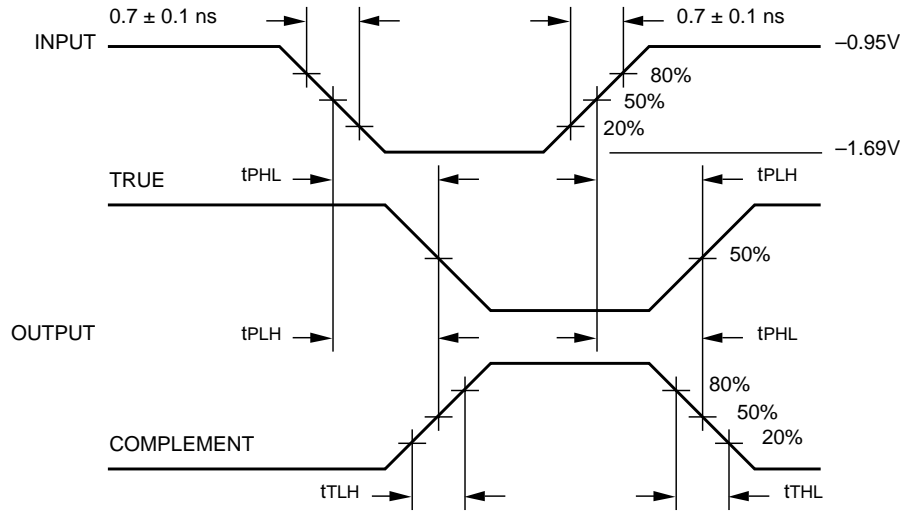 0.7 ± 0.1 ns 0.7 ± 0.1 ns
INPUT –0.95V
80%
50%
20%
–1.69V
tPHL tPLH
TRUE
50%
OUTPUT tPLH tPHL
80%
50%
20%
COMPLEMENT
tTLH tTHL